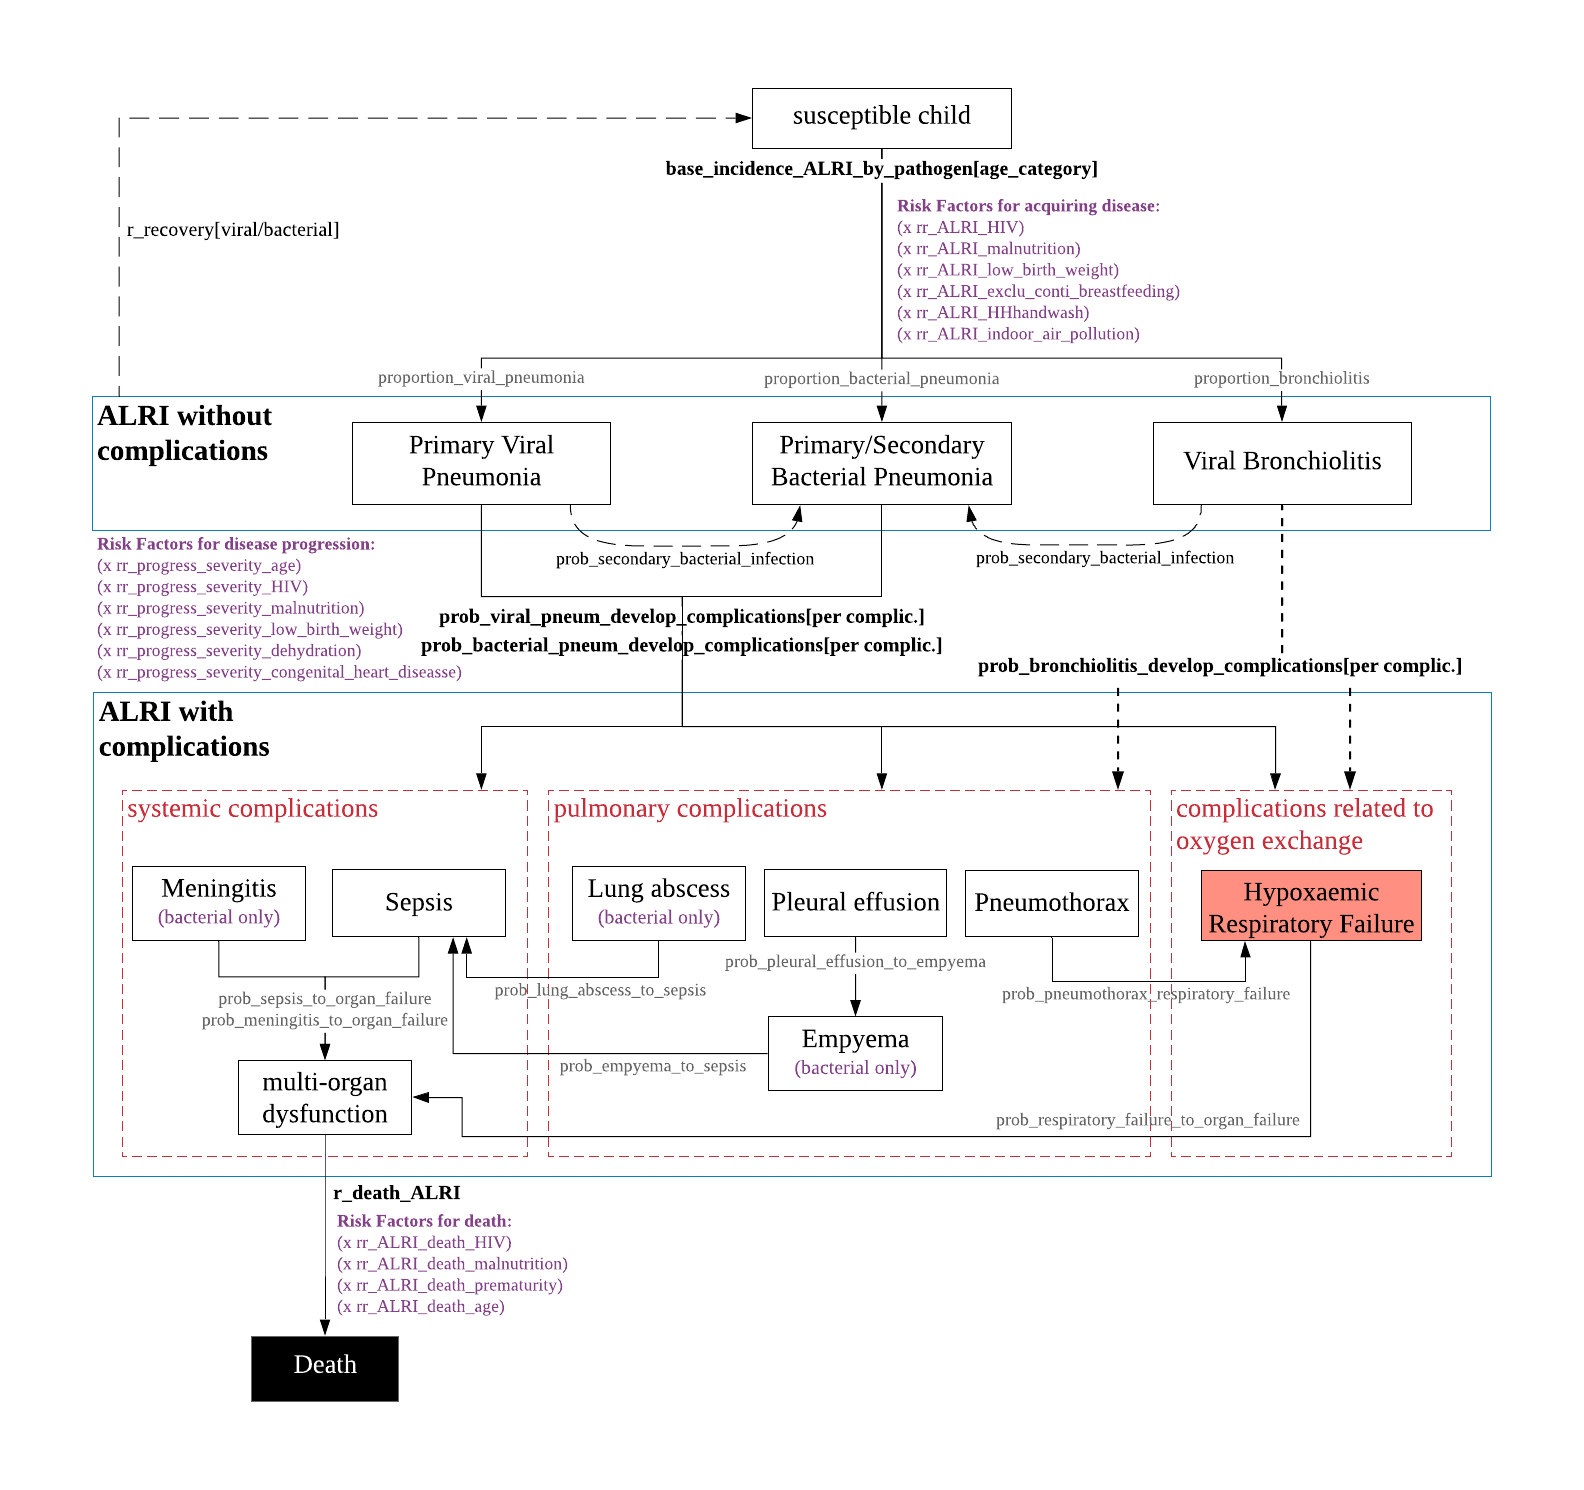 susceptible child
base_incidence_ALRI_by_pathogen[age_category]
Risk Factors for acquiring disease:
(x rr_ALRI_HIV)
(x rr_ALRI_malnutrition)
(x rr_ALRI_low_birth_weight)
(x rr_ALRI_exclu_conti_breastfeeding)
(x rr_ALRI_HHhandwash)
(x rr_ALRI_indoor_air_pollution)
r_recovery[viral/bacterial]
proportion_viral_pneumonia
proportion_bacterial_pneumonia
proportion_bronchiolitis
ALRI without
complications
Primary Viral
Pneumonia
Primary/Secondary
Bacterial Pneumonia
Viral Bronchiolitis
prob_secondary_bacterial_infection
prob_secondary_bacterial_infection
Risk Factors for disease progression:
(x rr_progress_severity_age)
(x rr_progress_severity_HIV)
(x rr_progress_severity_malnutrition)
(x rr_progress_severity_low_birth_weight)
(x rr_progress_severity_dehydration)
(x rr_progress_severity_congenital_heart_diseasse)
prob_viral_pneum_develop_complications[per complic.]
prob_bacterial_pneum_develop_complications[per complic.]
prob_bronchiolitis_develop_complications[per complic.]
ALRI with
complications
systemic complications
pulmonary complications
complications related to
oxygen exchange
Meningitis
(bacterial only)
Sepsis
Lung abscess
(bacterial only)
Pleural effusion
Pneumothorax
Hypoxaemic
Respiratory Failure
prob_pleural_effusion_to_empyema
prob_lung_abscess_to_sepsis
prob_pneumothorax_respiratory_failure
prob_sepsis_to_organ_failure
prob_meningitis_to_organ_failure
Empyema
(bacterial only)
prob_empyema_to_sepsis
multi-organ
dysfunction
prob_respiratory_failure_to_organ_failure
r_death_ALRI
Risk Factors for death:
(x rr_ALRI_death_HIV)
(x rr_ALRI_death_malnutrition)
(x rr_ALRI_death_prematurity)
(x rr_ALRI_death_age)
Death